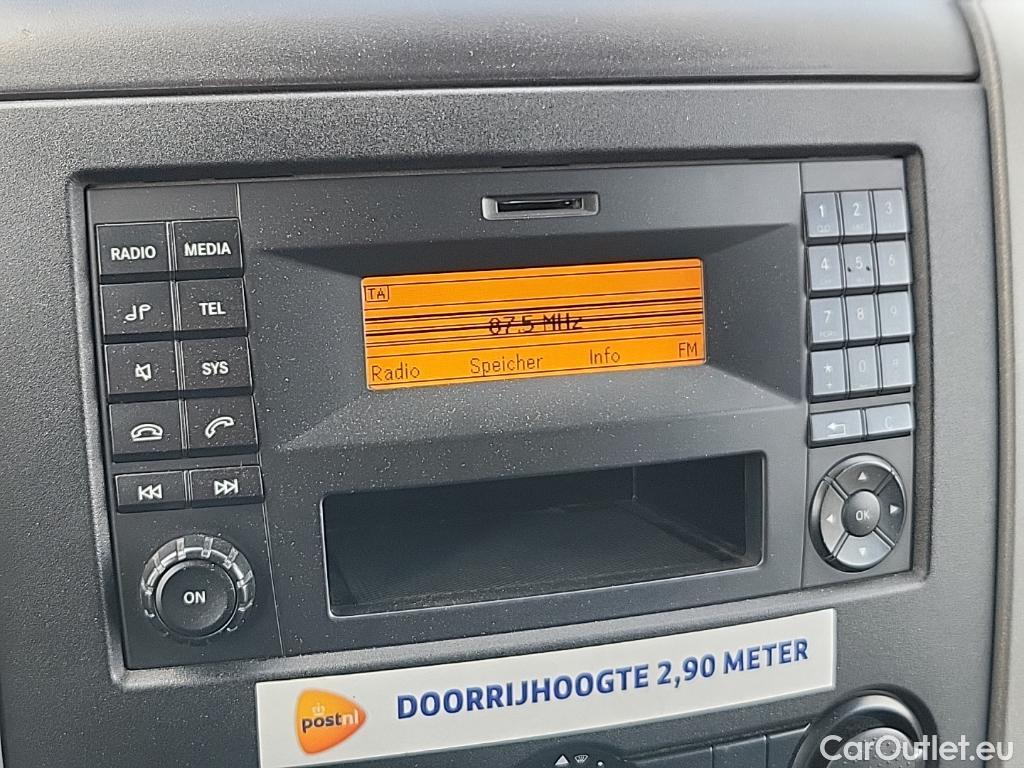 RADIO MEDIA
TEL
SYS
ON
TA
87.5 MHz
Radio Speicher Info FM
1 2 3
4 5 6
7 8 9
* 0
+
C
OK
postnl DOORRIJHOOGTE 2,90 METER
CarOutlet.eu